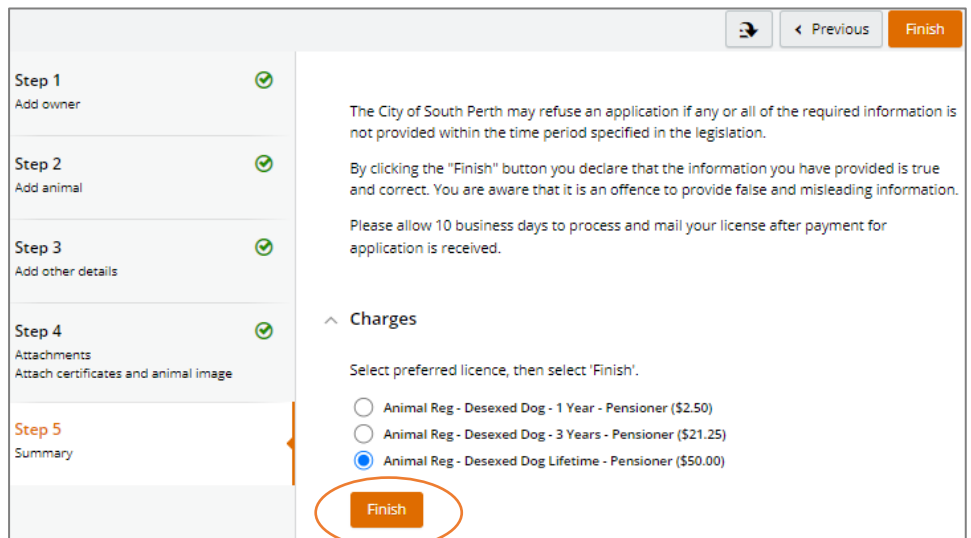 Previous
Finish
Step 1
Add owner
Step 2
Add animal
Step 3
Add other details
Step 4
Attachments
Attach certificates and animal image
Step 5
Summary
The City of South Perth may refuse an application if any or all of the required information is
not provided within the time period specified in the legislation.
By clicking the "Finish" button you declare that the information you have provided is true
and correct. You are aware that it is an offence to provide false and misleading information.
Please allow 10 business days to process and mail your license after payment for
application is received.
Charges
Select preferred licence, then select 'Finish'.
Animal Reg - Desexed Dog - 1 Year - Pensioner ($2.50)
Animal Reg - Desexed Dog - 3 Years - Pensioner ($21.25)
Animal Reg - Desexed Dog Lifetime - Pensioner ($50.00)
Finish